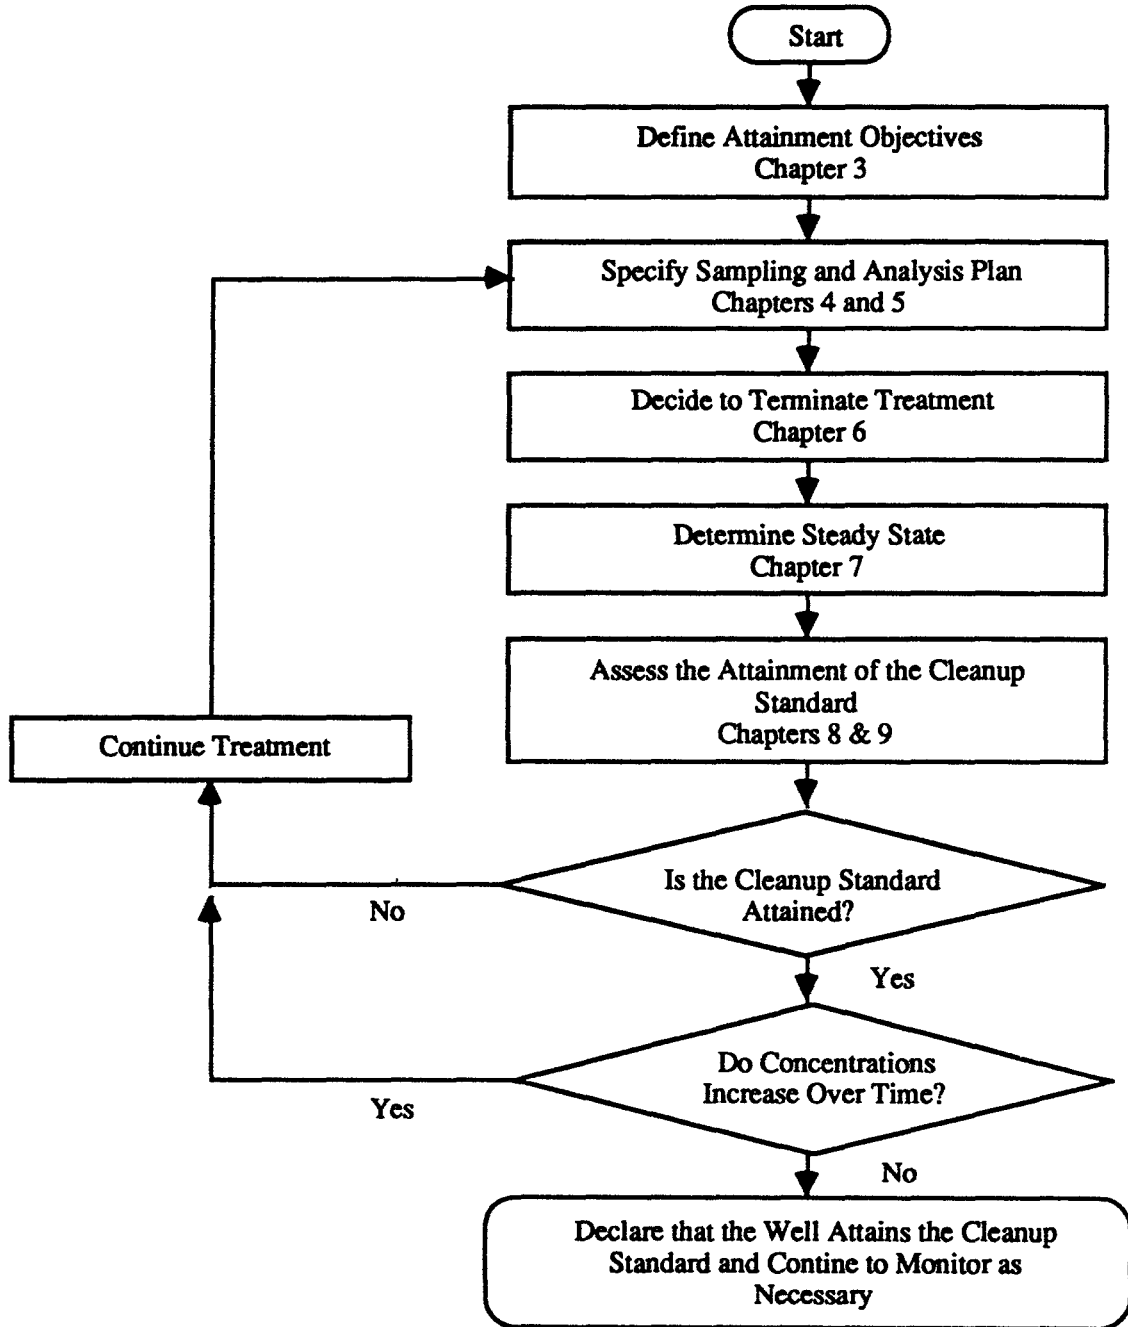 Start
Define Attainment Objectives
Chapter 3
Specify Sampling and Analysis Plan
Chapters 4 and 5
Decide to Terminate Treatment
Chapter 6
Determine Steady State
Chapter 7
Assess the Attainment of the Cleanup
Standard
Chapters 8 & 9
Continue Treatment
Is the Cleanup Standard
Attained?
No
Yes
Do Concentrations
Increase Over Time?
Yes
No
Declare that the Well Attains the Cleanup
Standard and Contine to Monitor as
Necessary